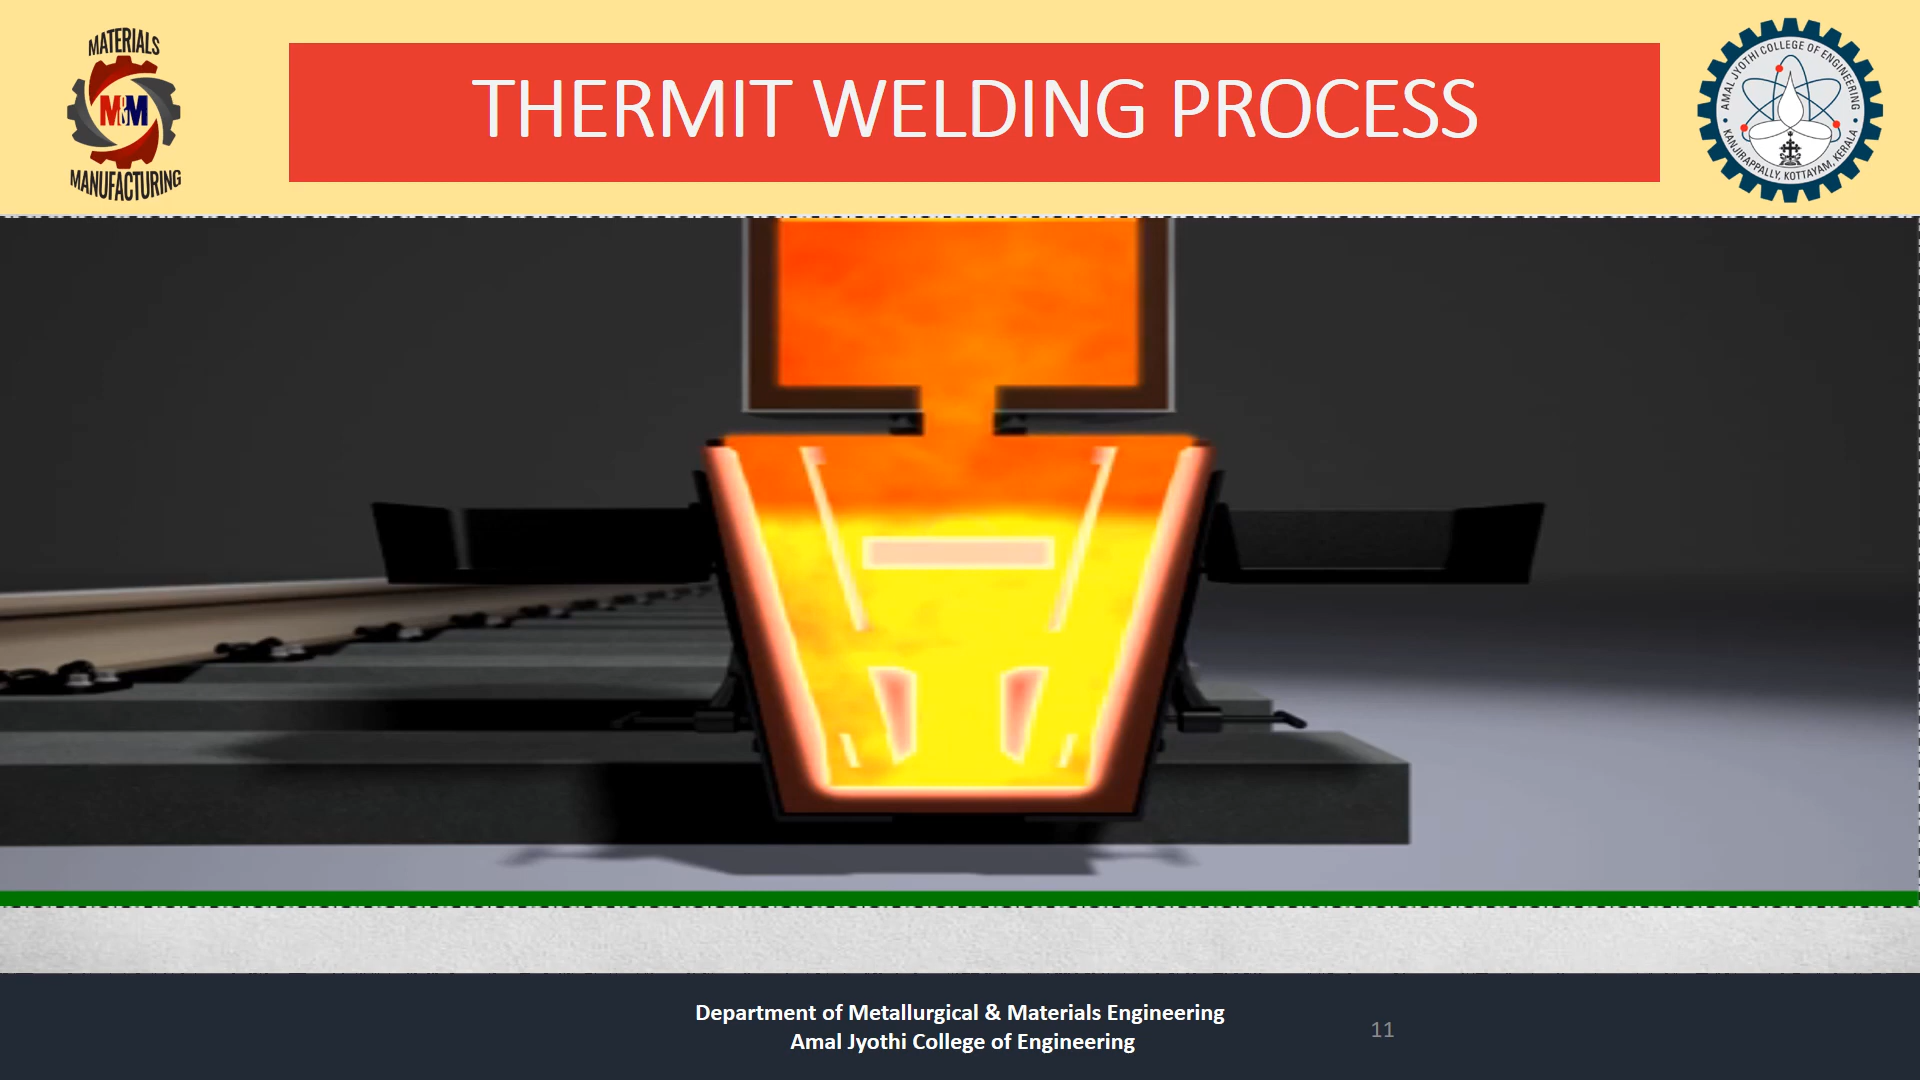 MATERIALS
M&M
MANUFACTURING
THERMIT WELDING PROCESS
AMAL JYOTHI COLLEGE OF ENGINEERING
KANJIRAPPALLY, KOTTAYAM, KERALA
Department of Metallurgical & Materials Engineering
Amal Jyothi College of Engineering
11